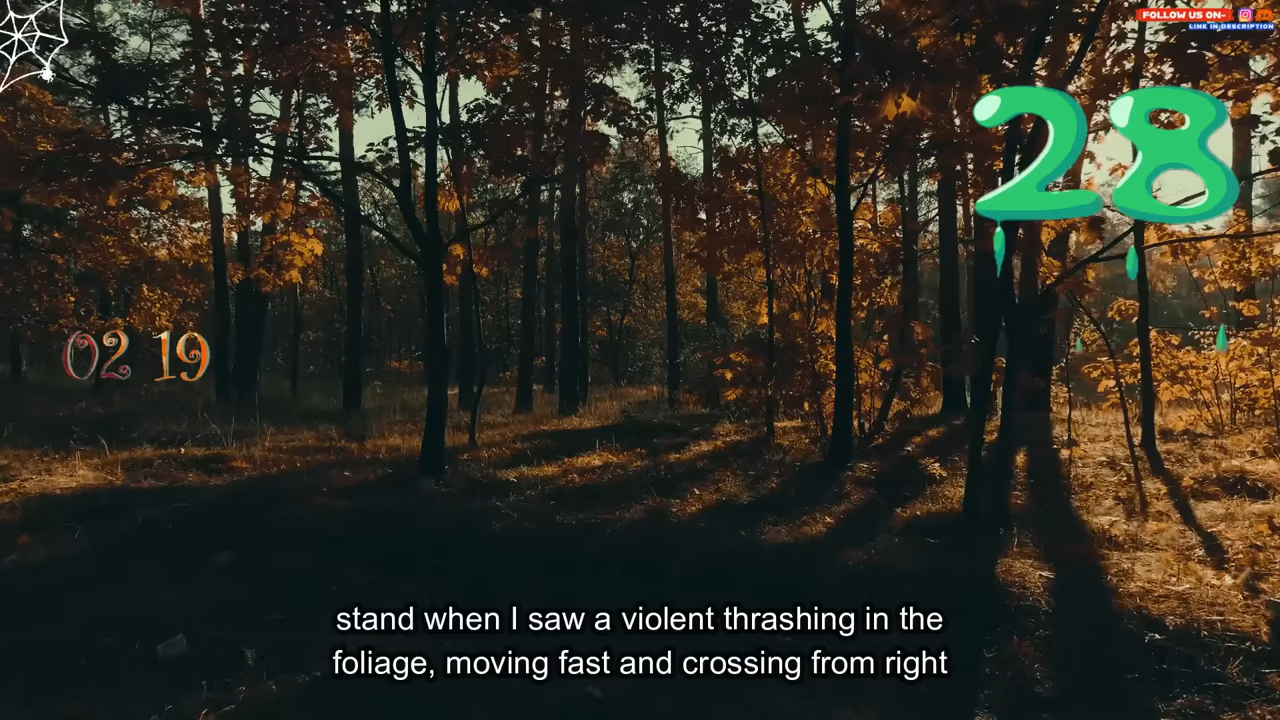 FOLLOW US ON-
LINK IN DESCRIPTION
28
02 19
stand when I saw a violent thrashing in the
foliage, moving fast and crossing from right